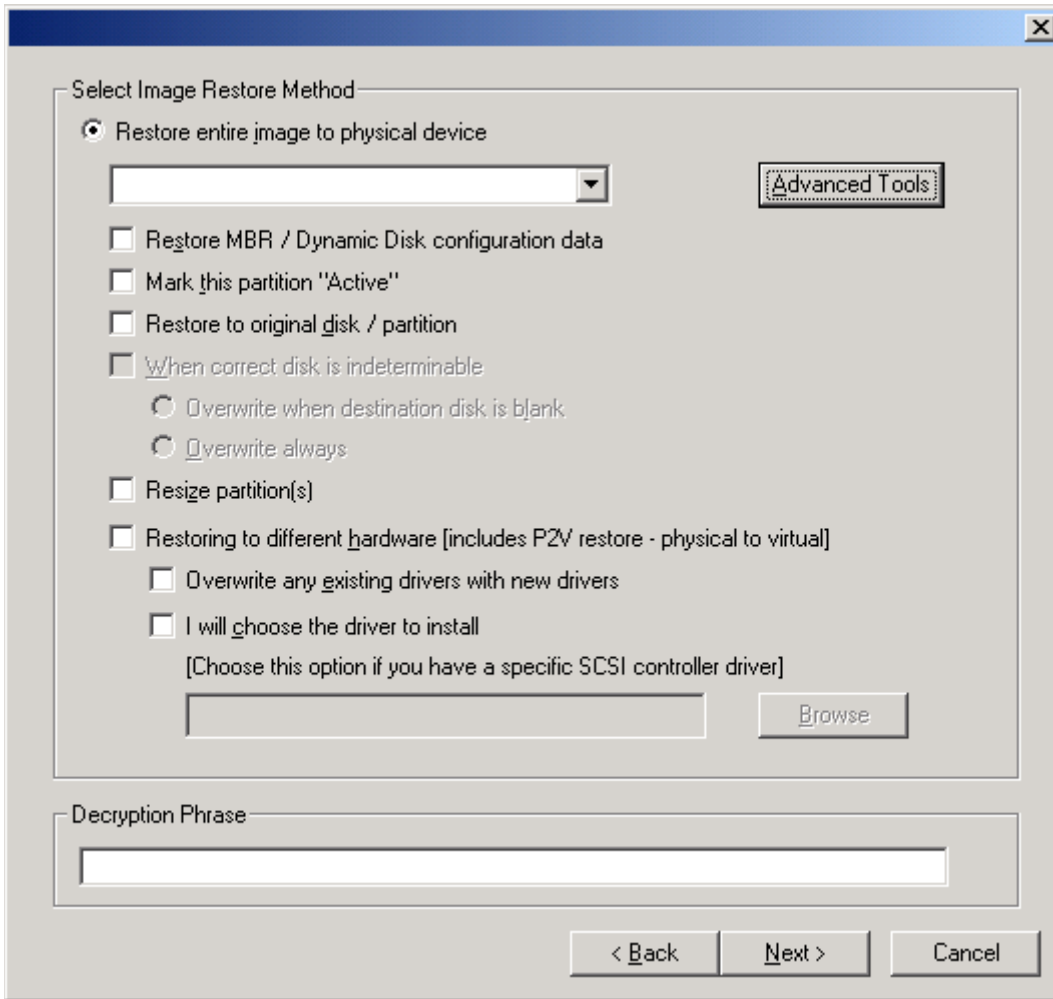 Select Image Restore Method
Restore entire image to physical device
Advanced Tools
Restore MBR / Dynamic Disk configuration data
Mark this partition "Active"
Restore to original disk / partition
When correct disk is indeterminable
Overwrite when destination disk is blank
Overwrite always
Resize partition(s)
Restoring to different hardware [includes P2V restore - physical to virtual]
Overwrite any existing drivers with new drivers
I will choose the driver to install
[Choose this option if you have a specific SCSI controller driver]
Browse
Decryption Phrase
< Back Next > Cancel